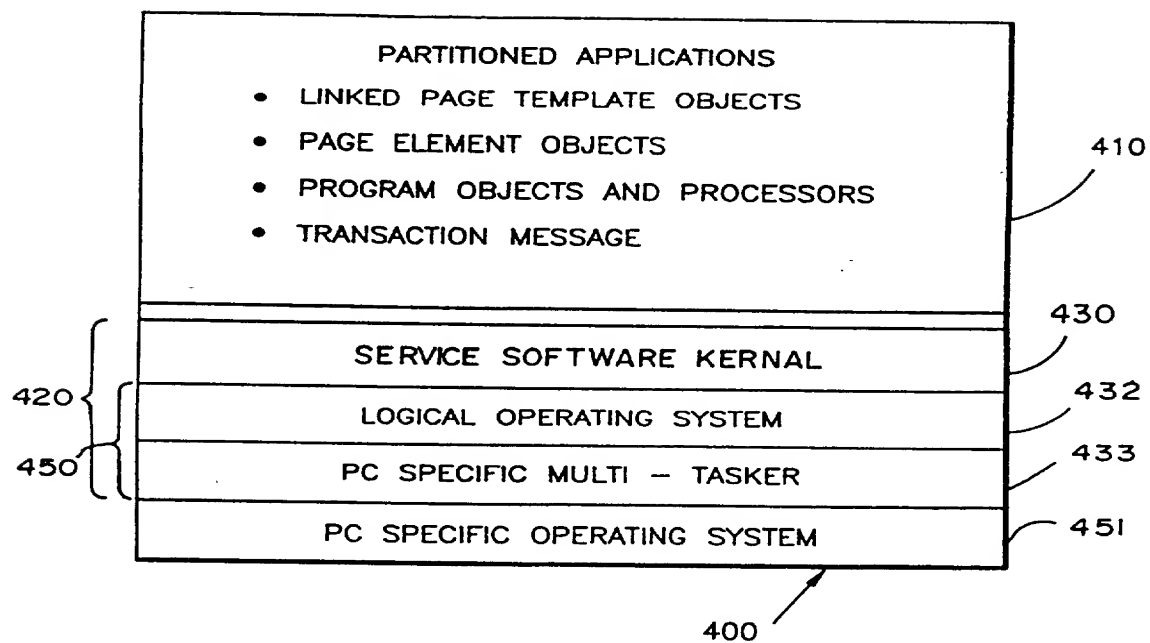 PARTITIONED APPLICATIONS
• LINKED PAGE TEMPLATE OBJECTS
• PAGE ELEMENT OBJECTS
• PROGRAM OBJECTS AND PROCESSORS
• TRANSACTION MESSAGE
410
430
SERVICE SOFTWARE KERNAL
420
432
LOGICAL OPERATING SYSTEM
450
433
PC SPECIFIC MULTI – TASKER
451
PC SPECIFIC OPERATING SYSTEM
400